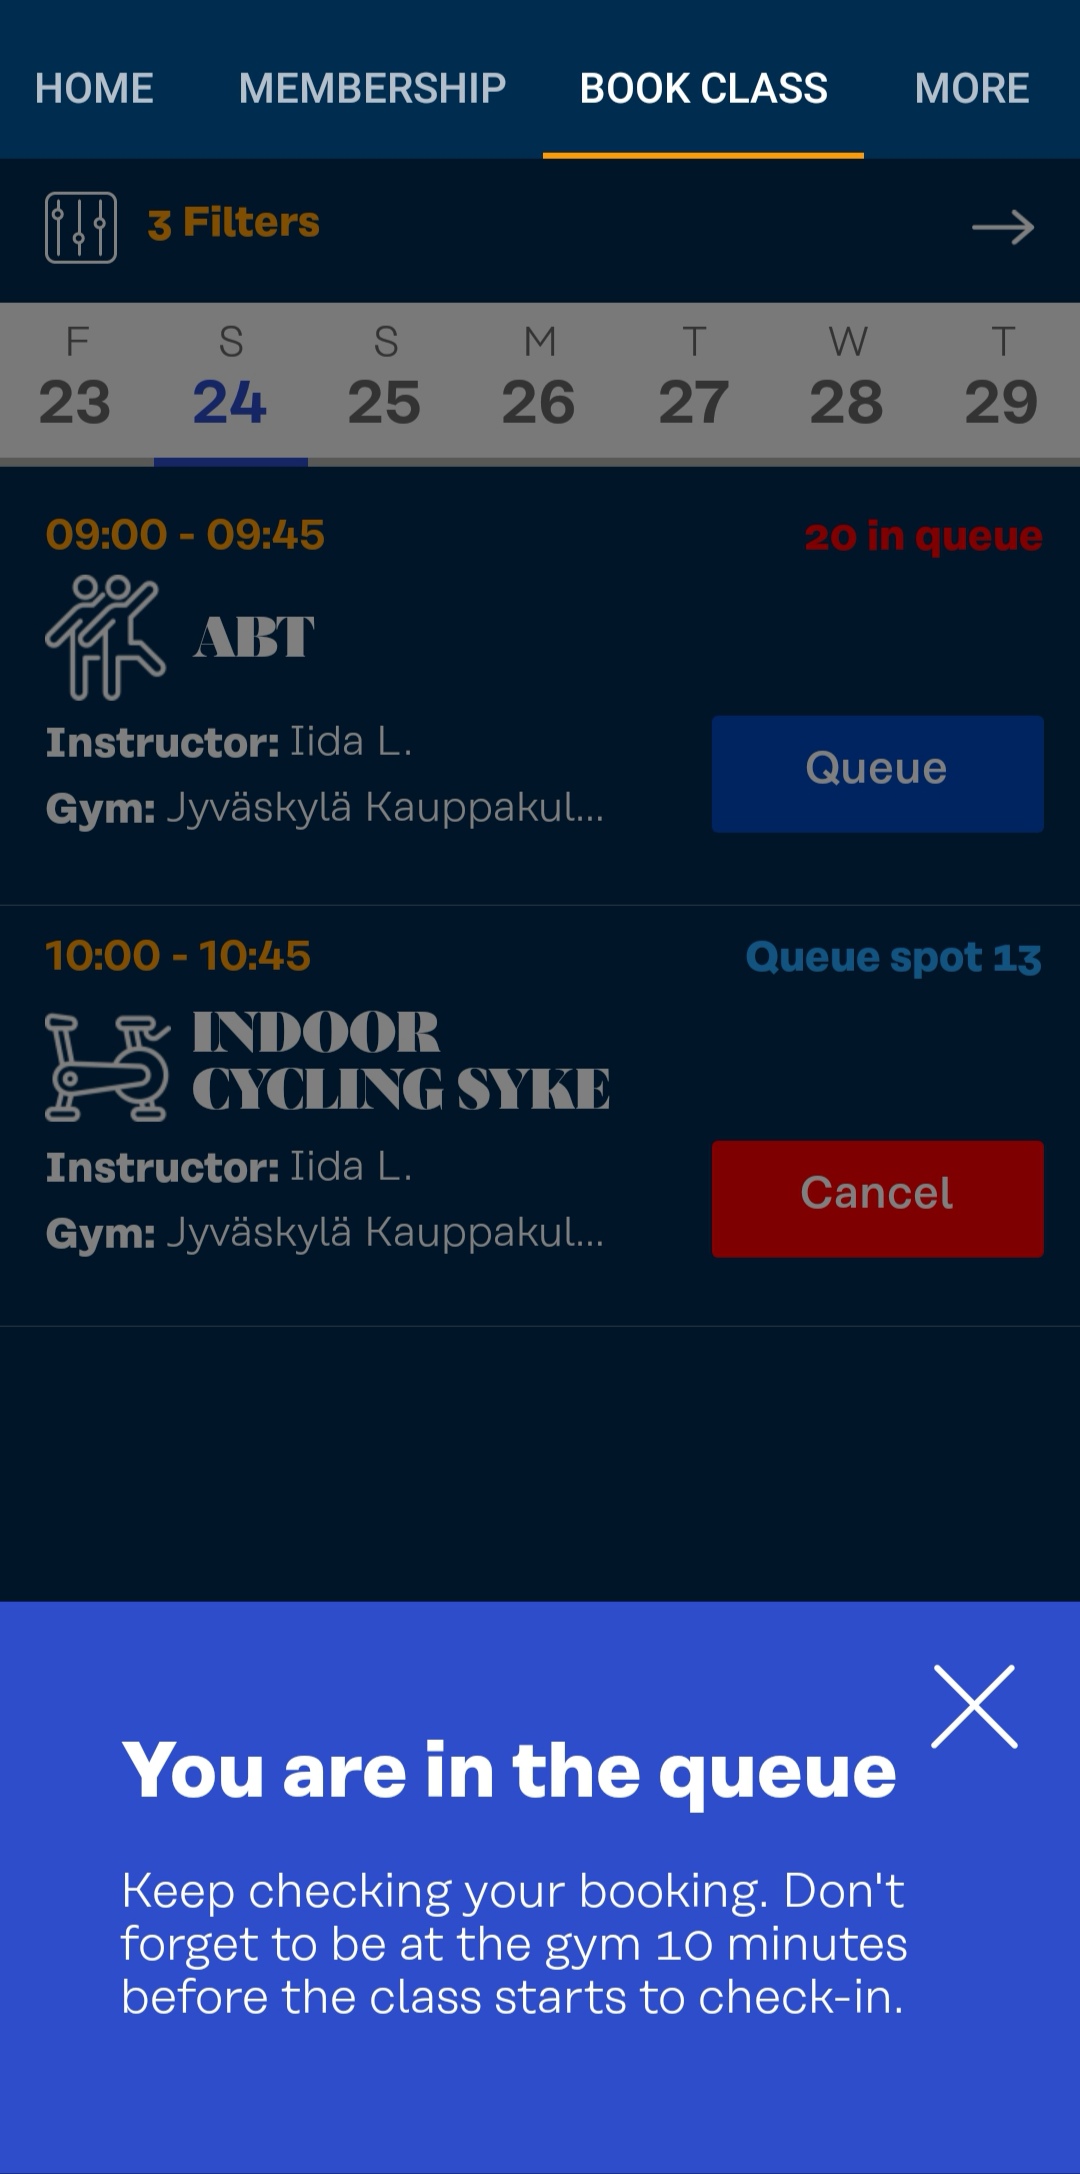 HOME MEMBERSHIP BOOK CLASS MORE
3 Filters
F S S M T W T
23 24 25 26 27 28 29
09:00 - 09:45 20 in queue
ABT
Instructor: Iida L.
Queue
Gym: Jyväskylä Kauppakul...
10:00 - 10:45 Queue spot 13
INDOOR
CYCLING SYKE
Instructor: Iida L.
Cancel
Gym: Jyväskylä Kauppakul...
You are in the queue
Keep checking your booking. Don't
forget to be at the gym 10 minutes
before the class starts to check-in.